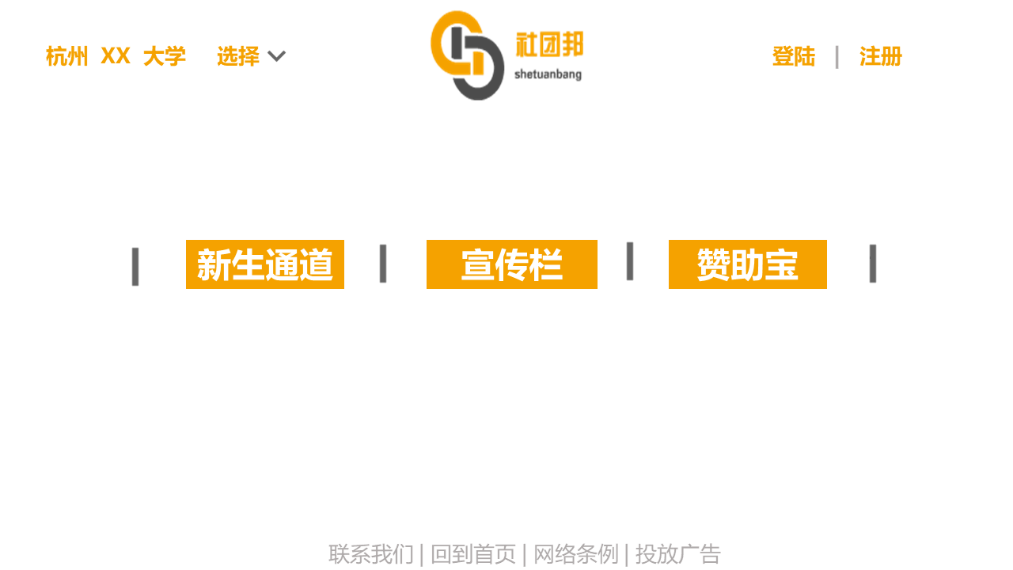 杭州 XX 大学 选择 社团邦 登陆 | 注册
shetuanbang
新生通道 宣传栏 赞助宝
联系我们 | 回到首页 | 网络条例 | 投放广告